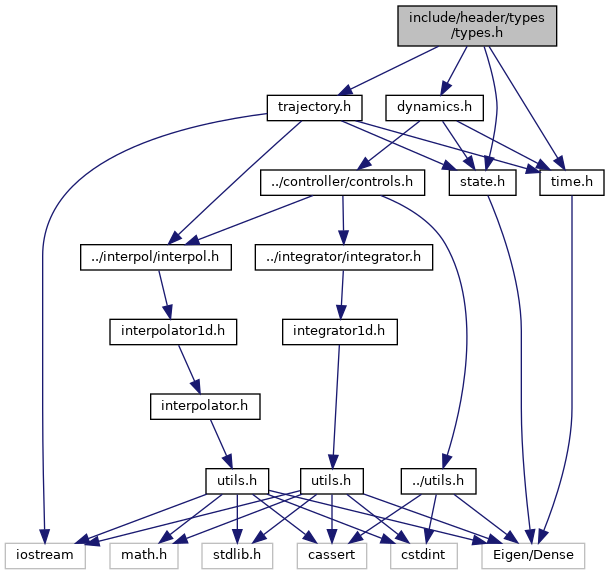 include/header/types
/types.h
trajectory.h
dynamics.h
../controller/controls.h
state.h
time.h
../interpol/interpol.h
../integrator/integrator.h
interpolator1d.h
integrator1d.h
interpolator.h
utils.h
utils.h
../utils.h
iostream
math.h
stdlib.h
cassert
cstdint
Eigen/Dense